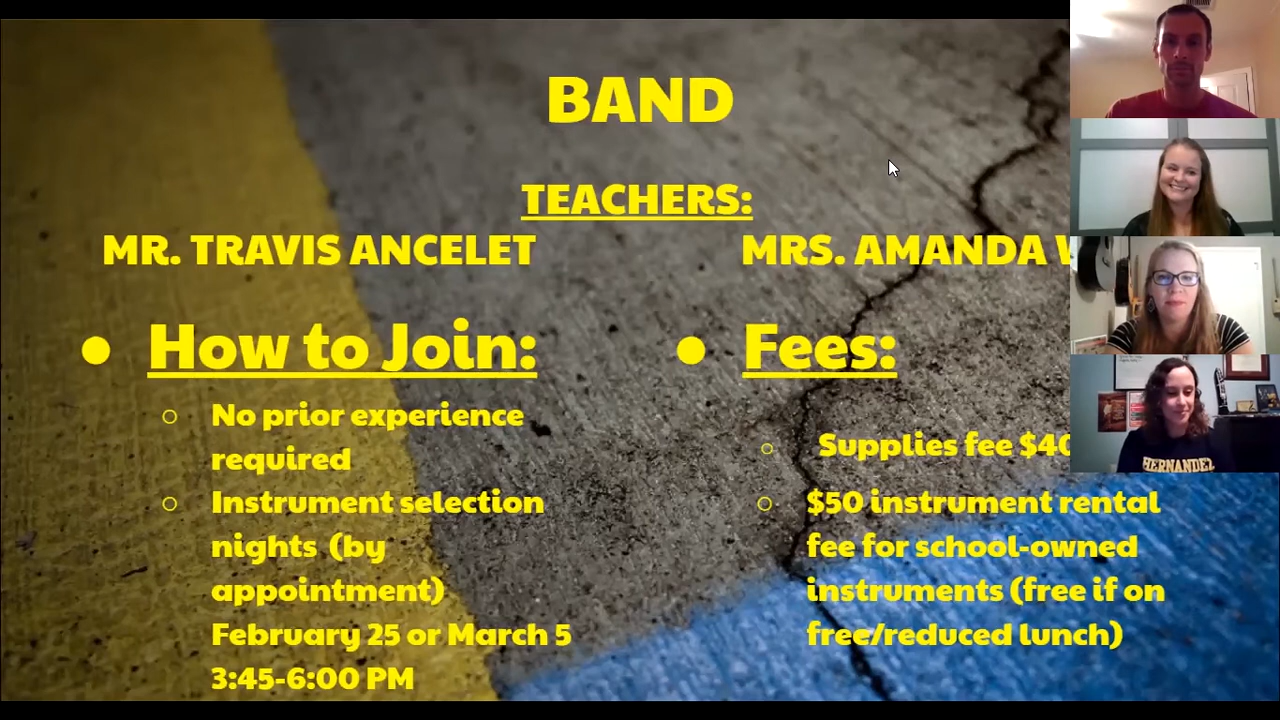 BAND
TEACHERS:
MR. TRAVIS ANCELET
MRS. AMANDA
● How to Join:
○ No prior experience
required
○ Instrument selection
nights (by
appointment)
February 25 or March 5
3:45-6:00 PM
● Fees:
○ Supplies fee $40
○ $50 instrument rental
fee for school-owned
instruments (free if on
free/reduced lunch)
HERNANDEZ